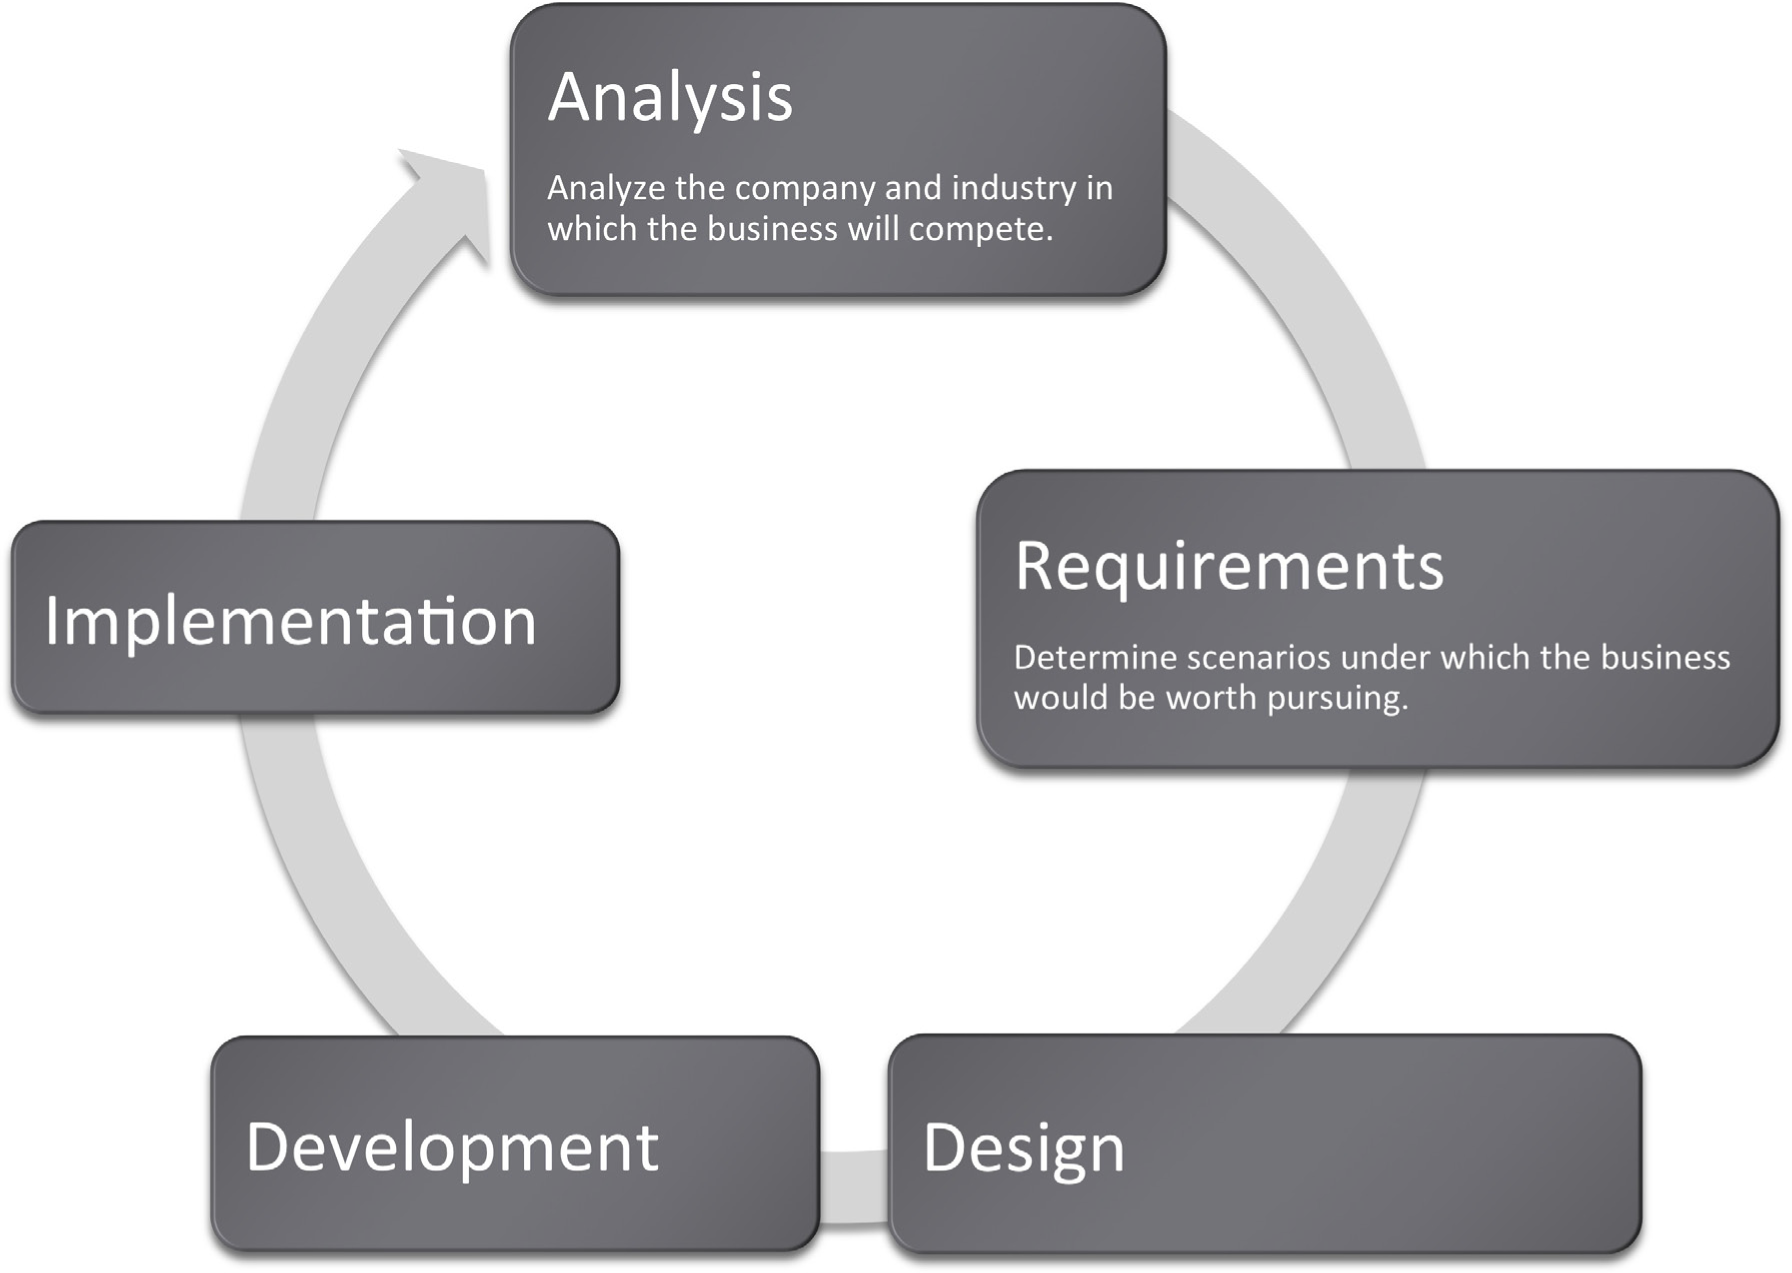 Analysis
Analyze the company and industry in
which the business will compete.
Requirements
Determine scenarios under which the business
would be worth pursuing.
Implementation
Development
Design